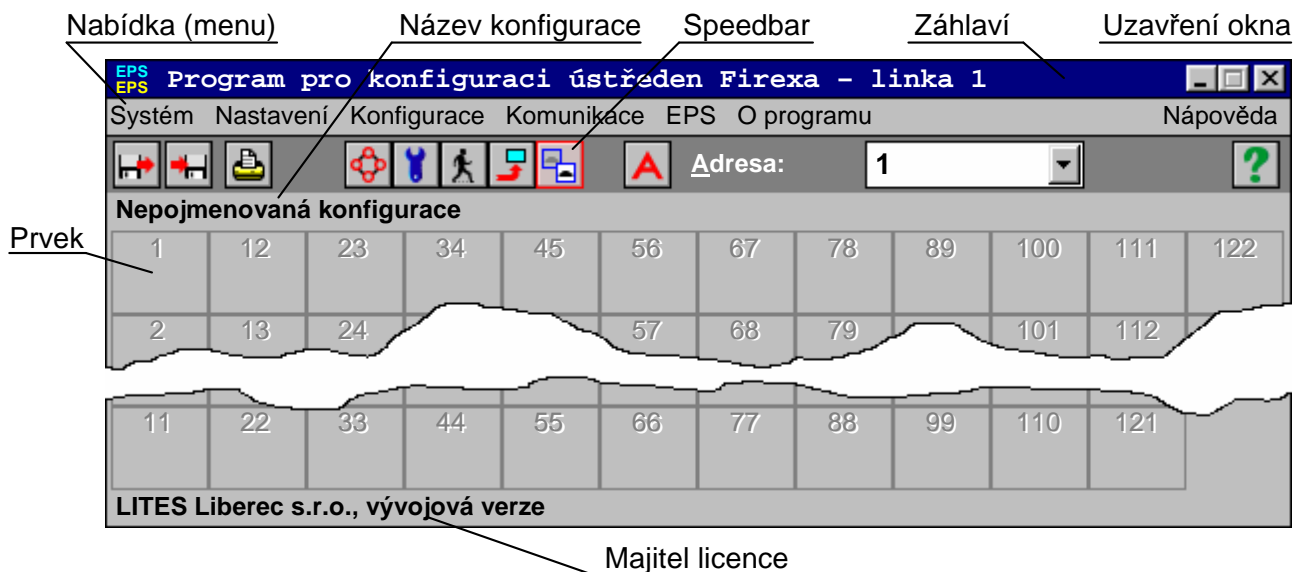 Nabídka (menu) Název konfigurace Speedbar Záhlaví Uzavření okna
EPS
EPS
Program pro konfiguraci ústředen Firexa - linka 1
Systém Nastavení Konfigurace Komunikace EPS O programu Nápověda
A Adresa: 1 ?
Nepojmenovaná konfigurace
Prvek
1 12 23 34 45 56 67 78 89 100 111 122
2 13 24 57 68 79 101 112
11 22 33 44 55 66 77 88 99 110 121
LITES Liberec s.r.o., vývojová verze
Majitel licence